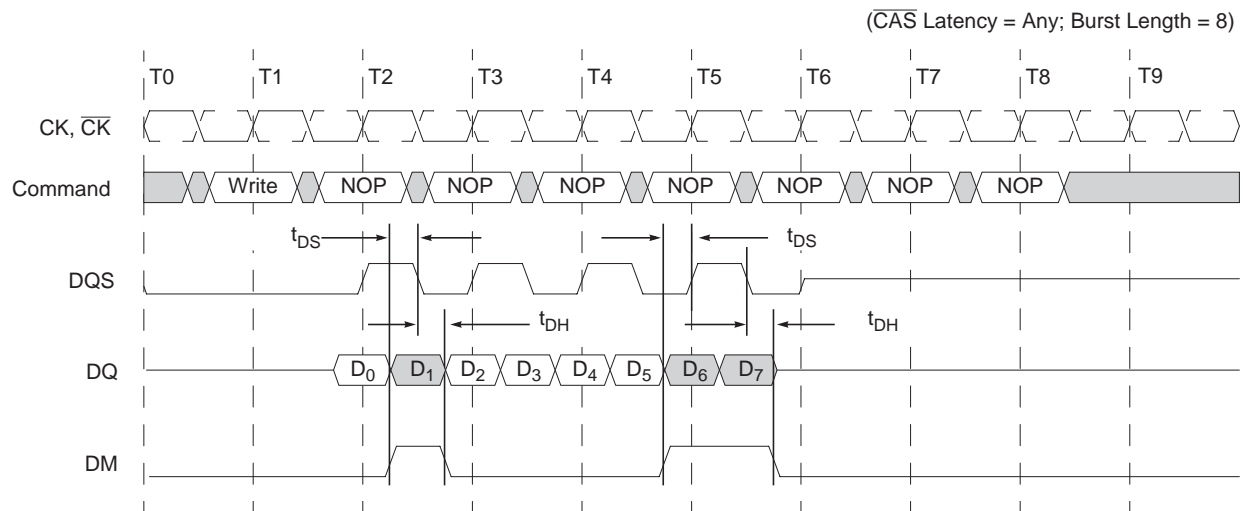 (C̅A̅S̅ Latency = Any; Burst Length = 8)
T0 T1 T2 T3 T4 T5 T6 T7 T8 T9
CK, C̅K̅
Command Write NOP NOP NOP NOP NOP NOP NOP
tDS tDS
DQS
tDH tDH
DQ D0 D1 D2 D3 D4 D5 D6 D7
DM